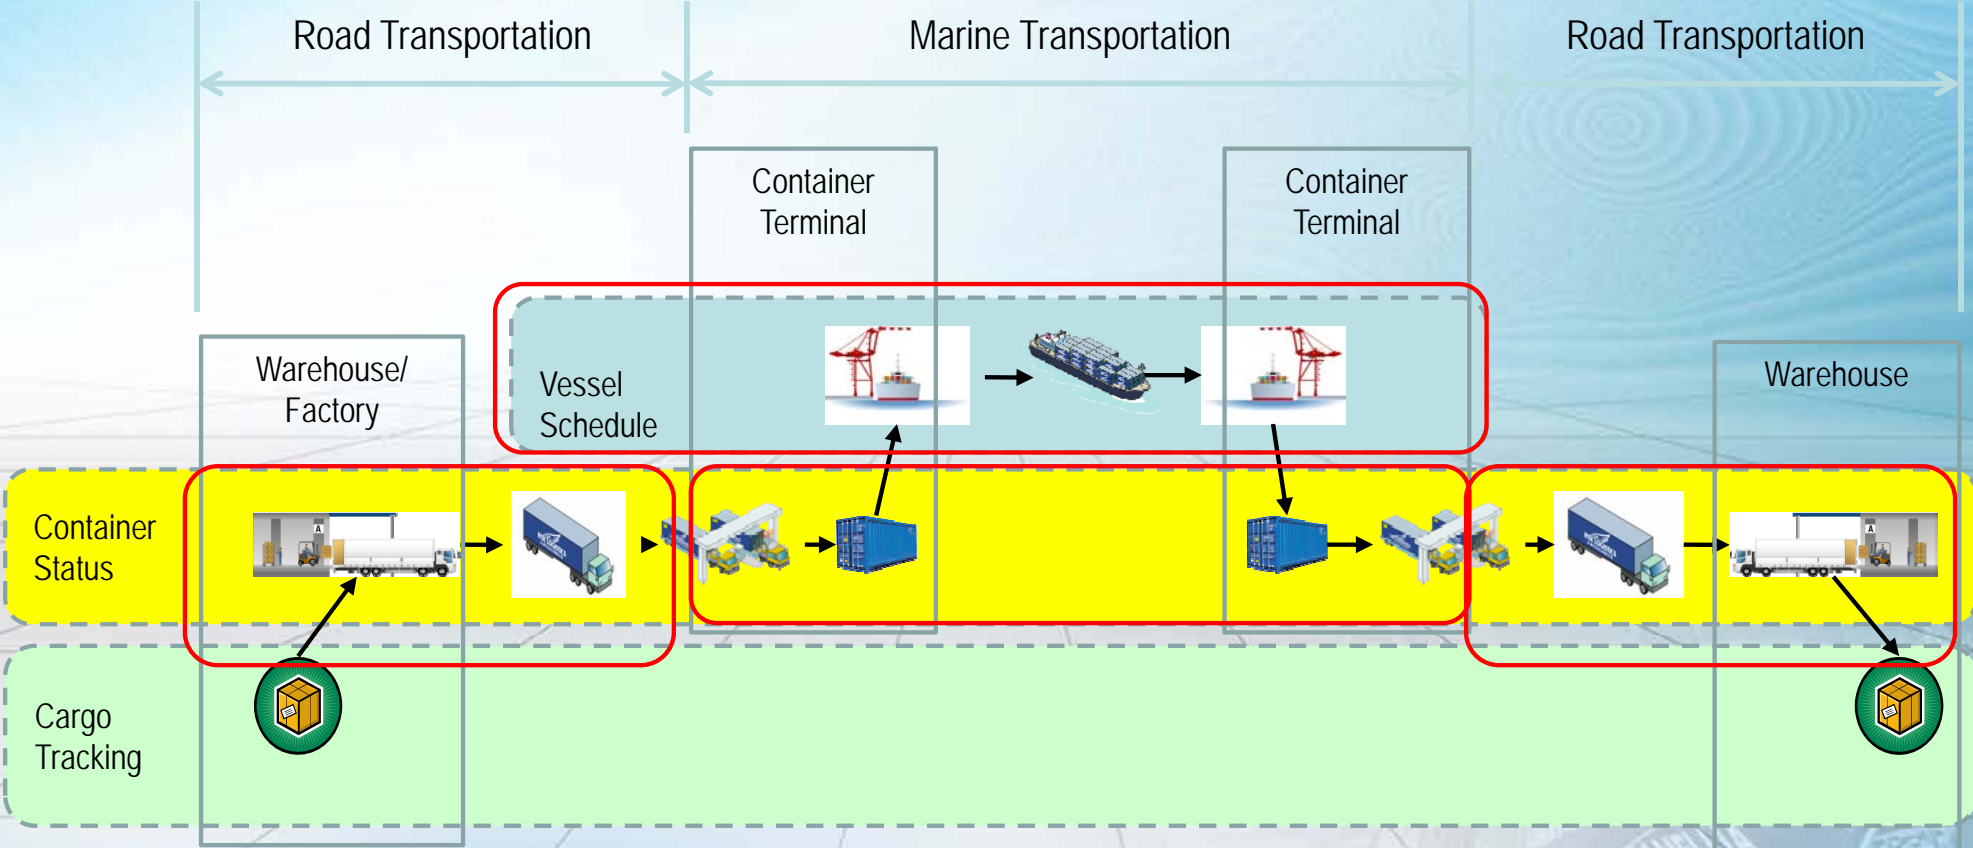 Road Transportation
Marine Transportation
Road Transportation
Container
Terminal
Container
Terminal
Warehouse/
Factory
Vessel
Schedule
Warehouse
Container
Status
A
A
Cargo
Tracking